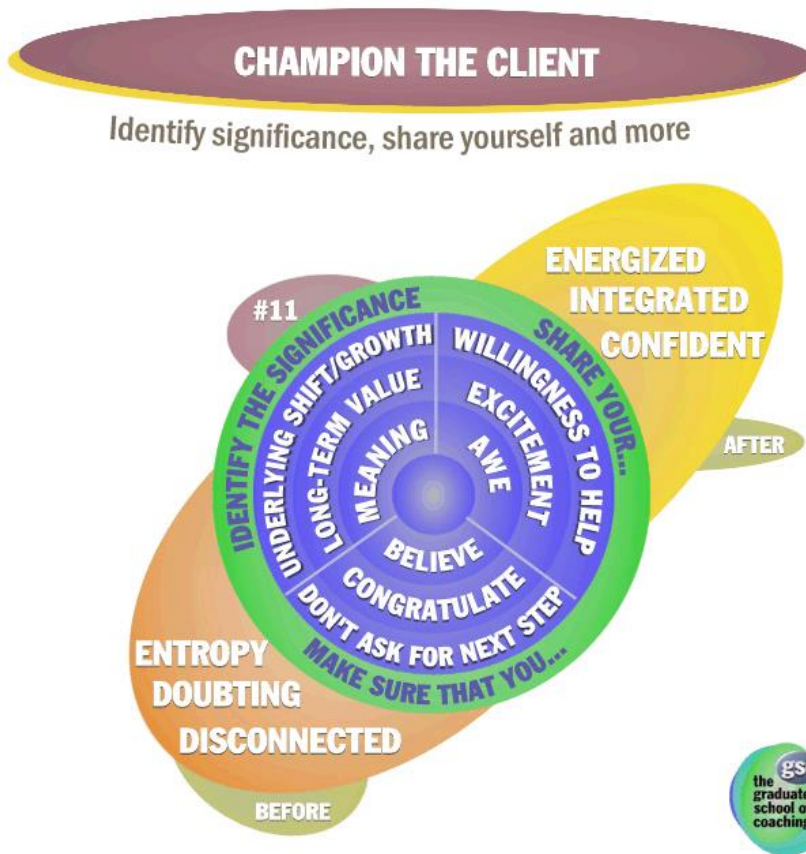 CHAMPION THE CLIENT
Identify significance, share yourself and more
#11
IDENTIFY THE SIGNIFICANCE
UNDERLYING SHIFT/GROWTH
LONG-TERM VALUE
MEANING
SHARE YOUR...
WILLINGNESS TO HELP
EXCITEMENT
AWE
BELIEVE
CONGRATULATE
DON'T ASK FOR NEXT STEP
MAKE SURE THAT YOU...
ENERGIZED
INTEGRATED
CONFIDENT
AFTER
ENTROPY
DOUBTING
DISCONNECTED
BEFORE
gs
the
graduate
school o
coaching